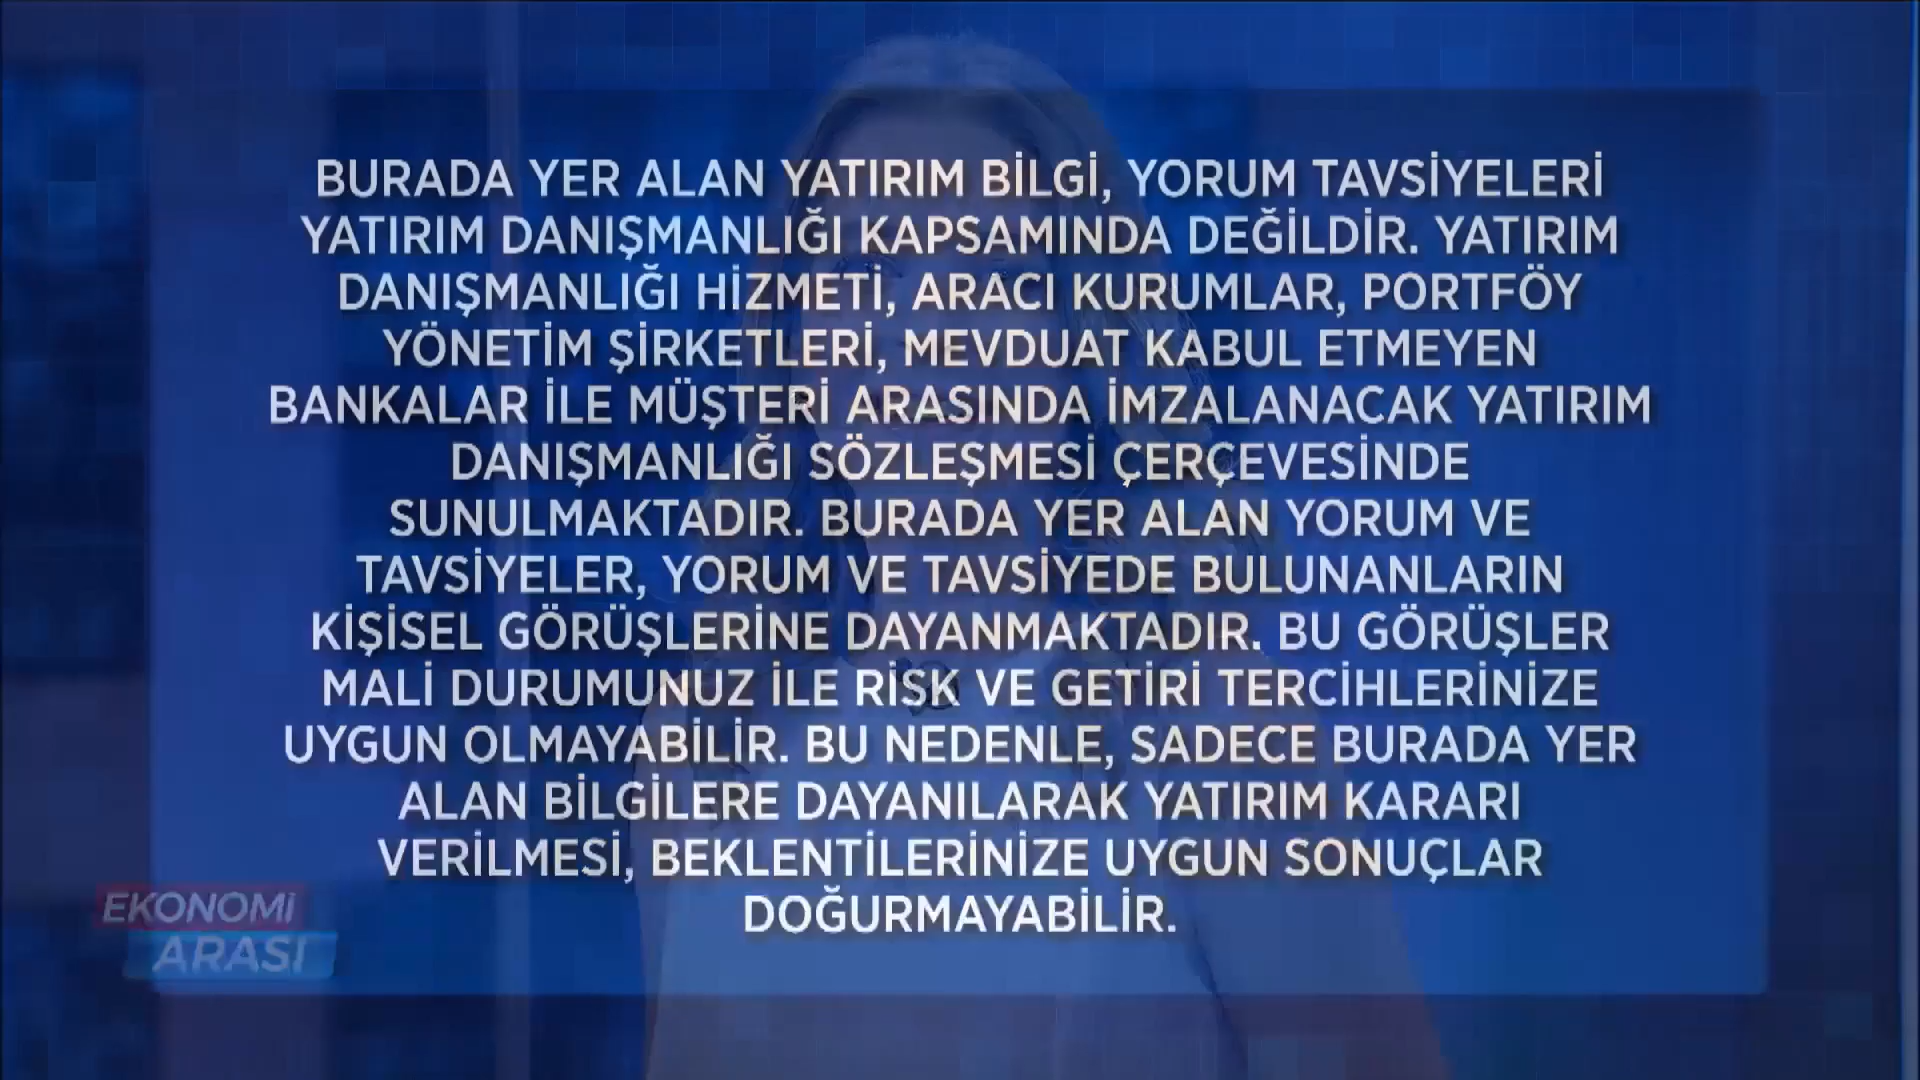 BURADA YER ALAN YATIRIM BİLGİ, YORUM TAVSİYELERİ
YATIRIM DANIŞMANLIĞI KAPSAMINDA DEĞİLDİR. YATIRIM
DANIŞMANLIĞI HİZMETİ, ARACI KURUMLAR, PORTFÖY
YÖNETİM ŞİRKETLERİ, MEVDUAT KABUL ETMEYEN
BANKALAR İLE MÜŞTERİ ARASINDA İMZALANACAK YATIRIM
DANIŞMANLIĞI SÖZLEŞMESİ ÇERÇEVESİNDE
SUNULMAKTADIR. BURADA YER ALAN YORUM VE
TAVSİYELER, YORUM VE TAVSİYEDE BULUNANLARIN
KİŞİSEL GÖRÜŞLERİNE DAYANMAKTADIR. BU GÖRÜŞLER
MALİ DURUMUNUZ İLE RİSK VE GETİRİ TERCİHLERİNİZE
UYGUN OLMAYABİLİR. BU NEDENLE, SADECE BURADA YER
ALAN BİLGİLERE DAYANILARAK YATIRIM KARARI
VERİLMESİ, BEKLENTİLERİNİZE UYGUN SONUÇLAR
DOĞURMAYABİLİR.
EKONOMİ
ARASI